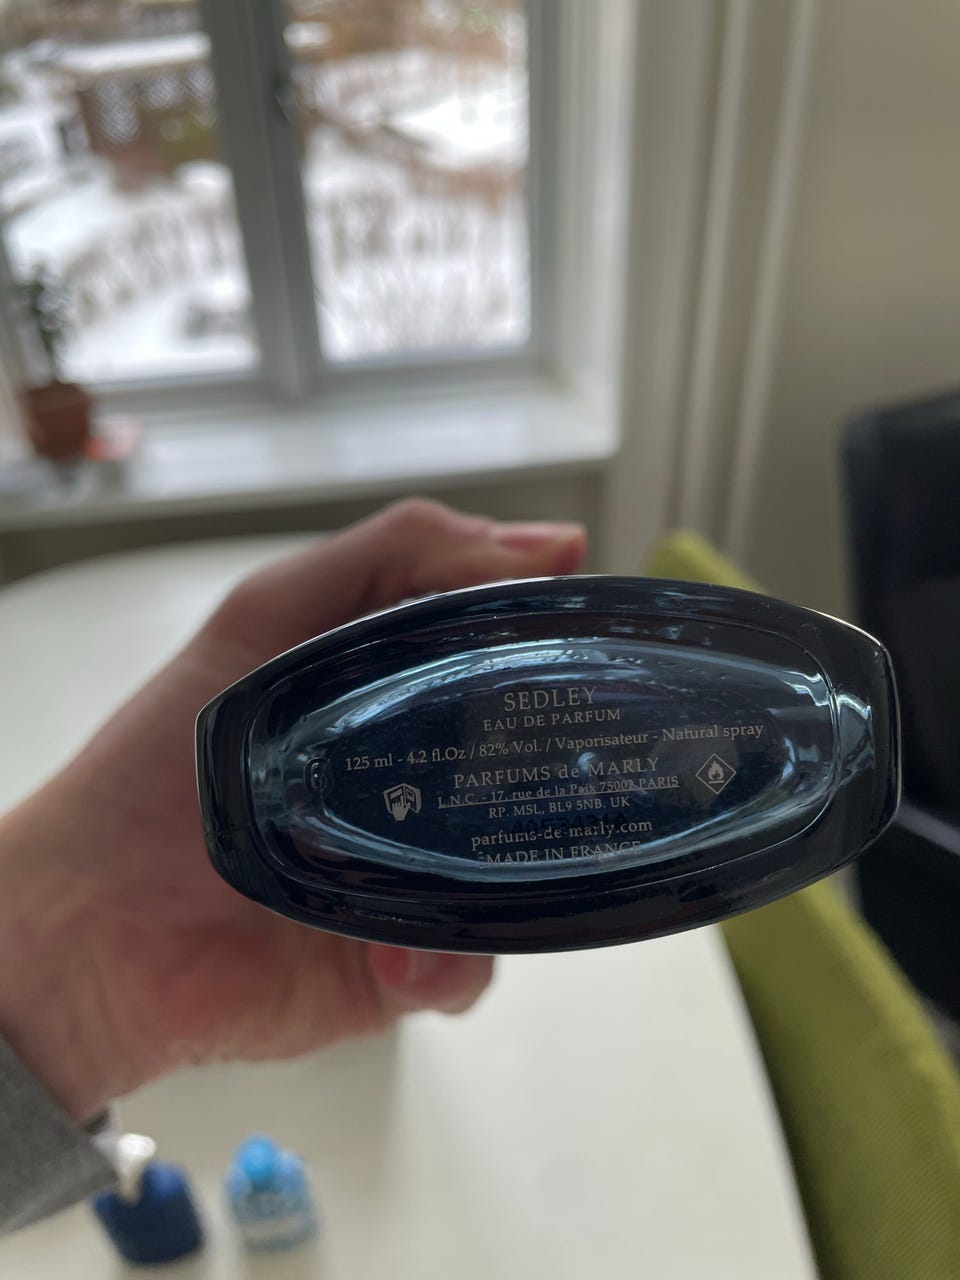 SEDLEY
EAU DE PARFUM
125 ml - 4.2 fl.Oz / 82% Vol. / Vaporisateur - Natural spray
PARFUMS de MARLY
L.N.C. - 17, rue de la Paix 75002 PARIS
RP. MSL, BL9 5NB. UK
parfums-de-marly.com
MADE IN FRANCE